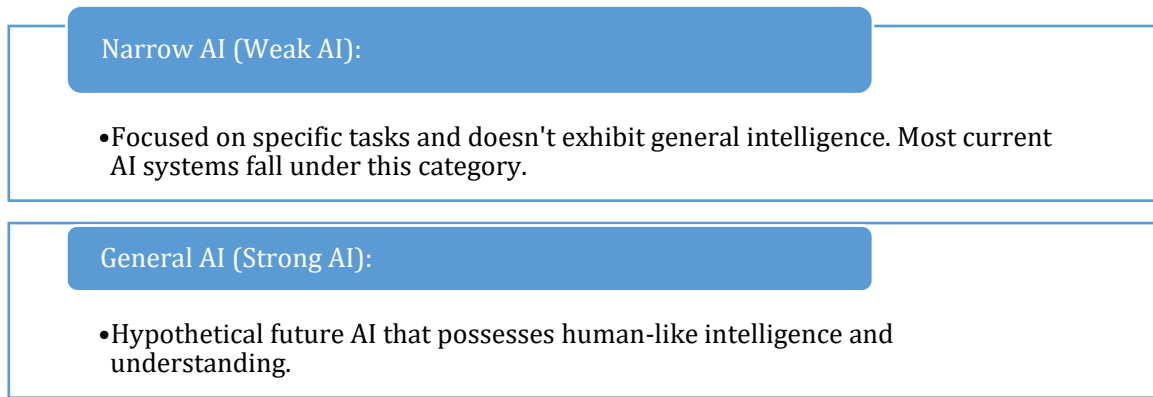 Narrow AI (Weak AI):
•Focused on specific tasks and doesn't exhibit general intelligence. Most current
AI systems fall under this category.
General AI (Strong AI):
•Hypothetical future AI that possesses human-like intelligence and
understanding.